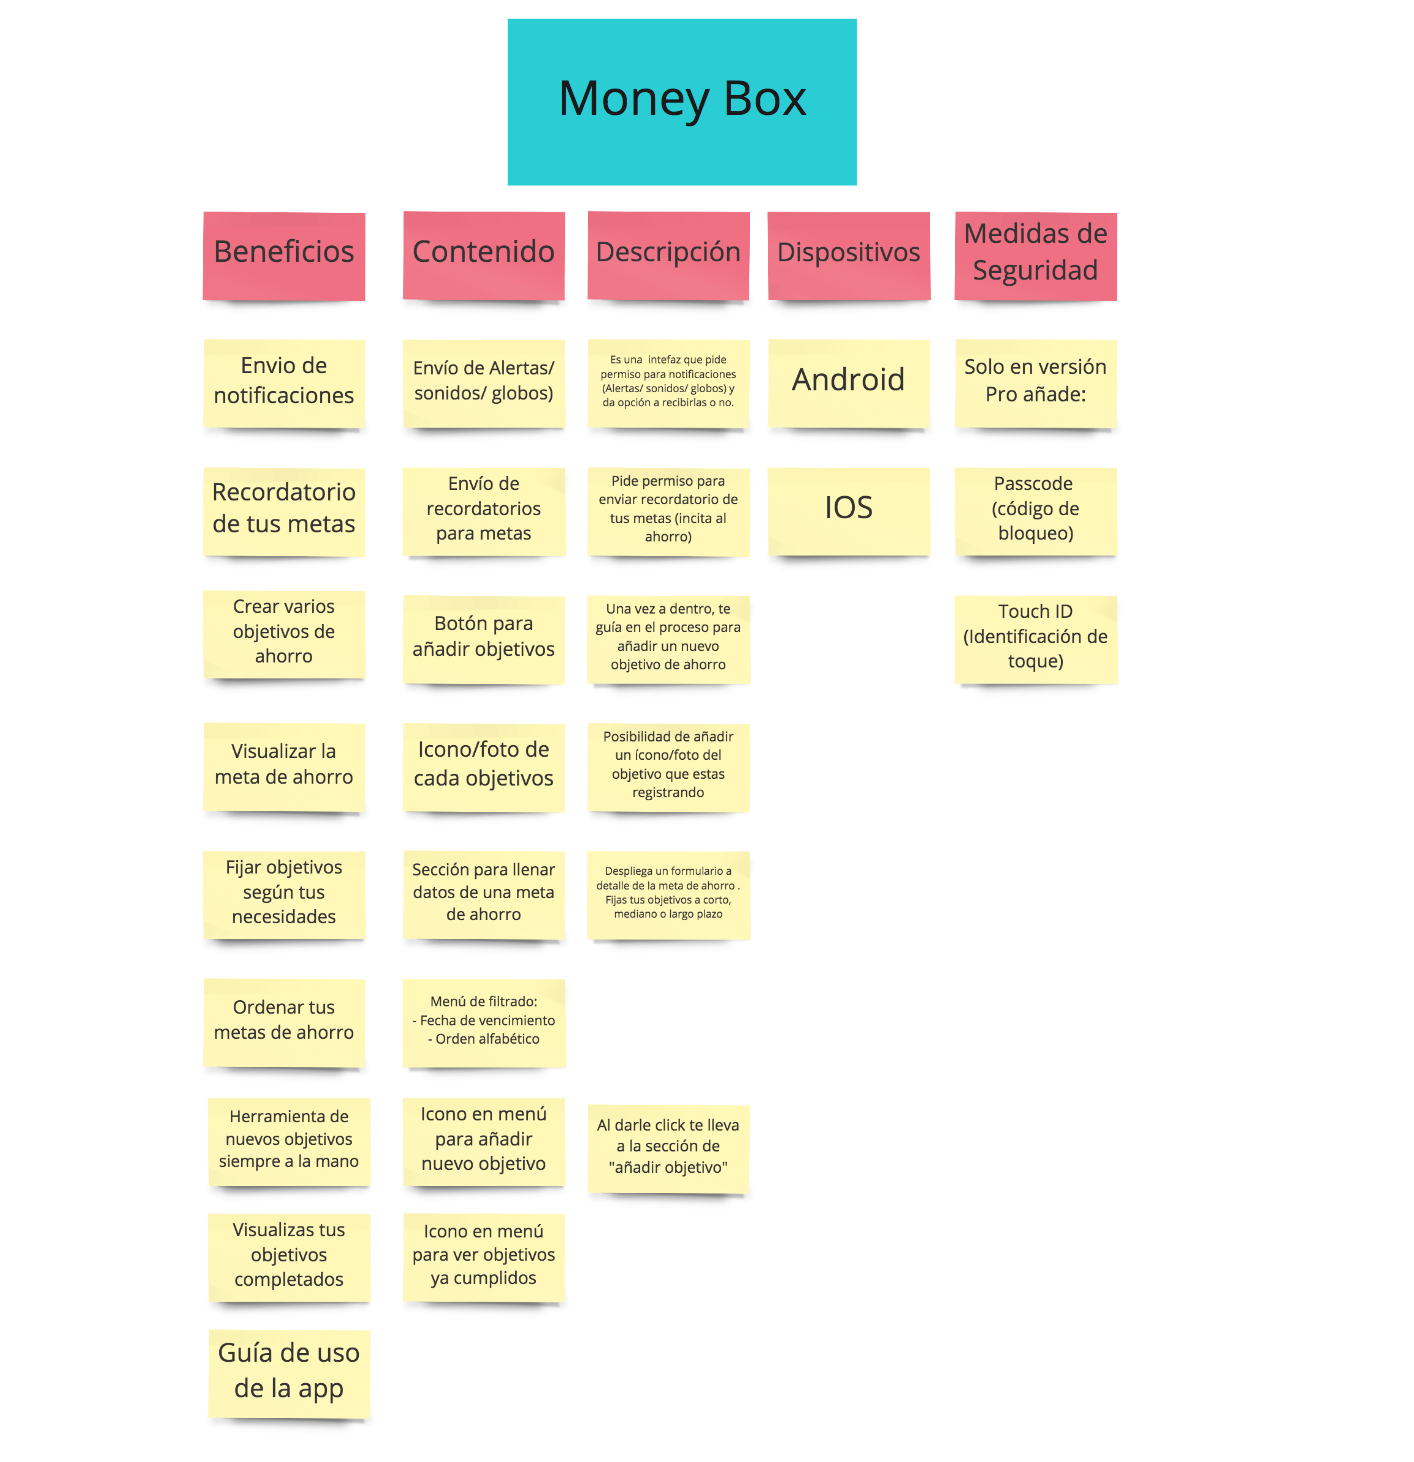 Money Box
Beneficios
Contenido
Descripción
Dispositivos
Medidas de
Seguridad
Envio de
notificaciones
Envío de Alertas/
sonidos/ globos)
Es una intefaz que pide
permiso para notificaciones
(Alertas/ sonidos/ globos) y
da opción a recibirlas o no.
Android
Solo en versión
Pro añade:
Recordatorio
de tus metas
Envío de
recordatorios
para metas
Pide permiso para
enviar recordatorio de
tus metas (incita al
ahorro)
IOS
Passcode
(código de
bloqueo)
Crear varios
objetivos de
ahorro
Botón para
añadir objetivos
Una vez a dentro, te
guía en el proceso para
añadir un nuevo
objetivo de ahorro
Touch ID
(Identificación de
toque)
Visualizar la
meta de ahorro
Icono/foto de
cada objetivos
Posibilidad de añadir
un ícono/foto del
objetivo que estas
registrando
Fijar objetivos
según tus
necesidades
Sección para llenar
datos de una meta
de ahorro
Despliega un formulario a
detalle de la meta de ahorro .
Fijas tus objetivos a corto,
mediano o largo plazo
Ordenar tus
metas de ahorro
Menú de filtrado:
- Fecha de vencimiento
- Orden alfabético
Herramienta de
nuevos objetivos
siempre a la mano
Icono en menú
para añadir
nuevo objetivo
Al darle click te lleva
a la sección de
"añadir objetivo"
Visualizas tus
objetivos
completados
Icono en menú
para ver objetivos
ya cumplidos
Guía de uso
de la app